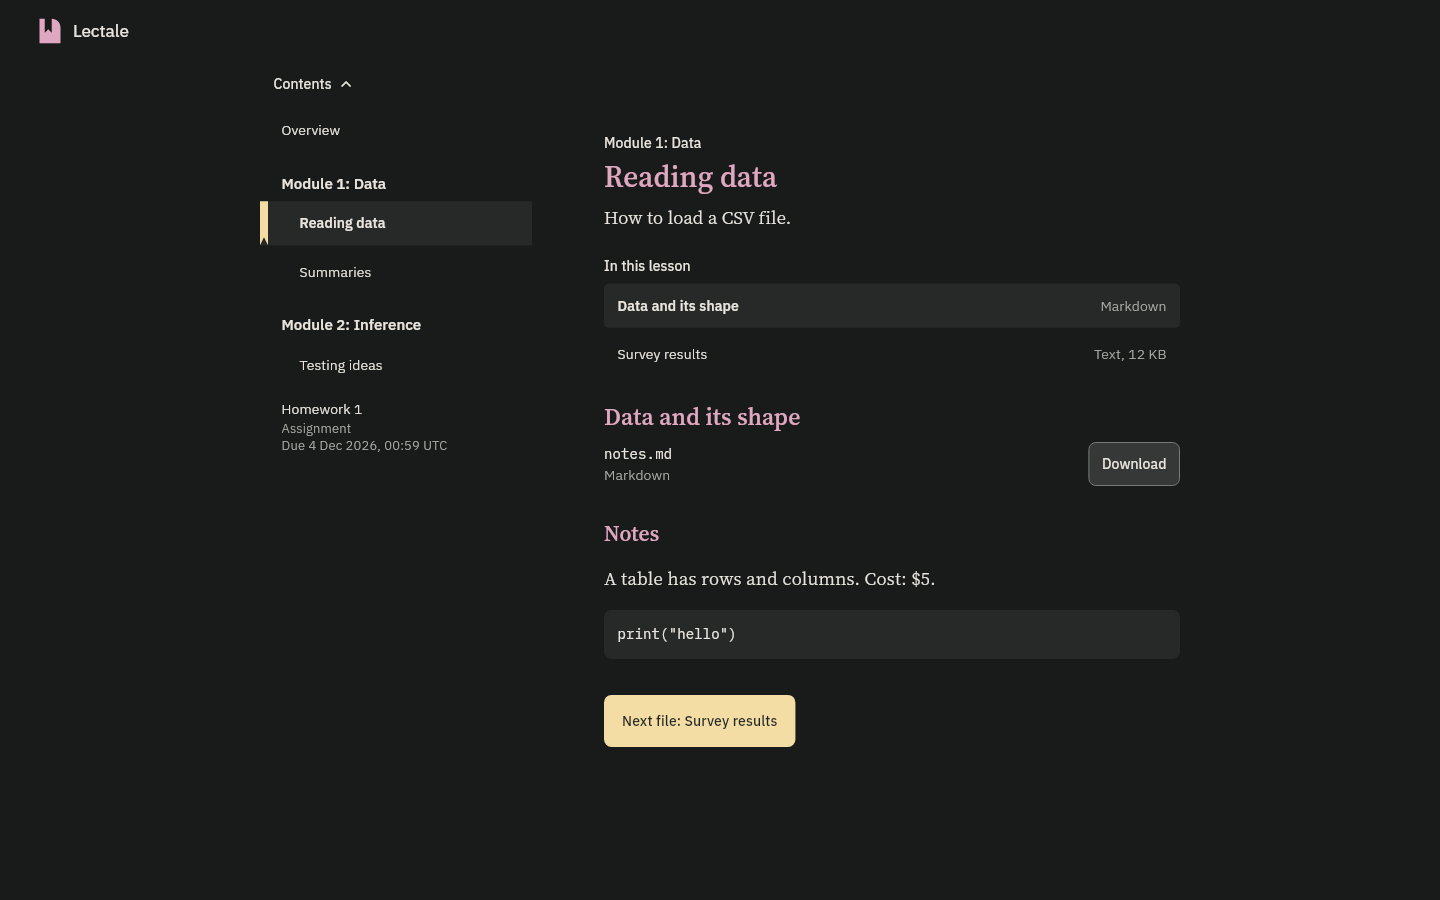 Lectale
Contents
Overview
Module 1: Data
Reading data
Summaries
Module 2: Inference
Testing ideas
Homework 1
Assignment
Due 4 Dec 2026, 00:59 UTC
Module 1: Data
Reading data
How to load a CSV file.
In this lesson
Data and its shape Markdown
Survey results Text, 12 KB
Data and its shape
notes.md
Markdown
Download
Notes
A table has rows and columns. Cost: $5.
print("hello")
Next file: Survey results